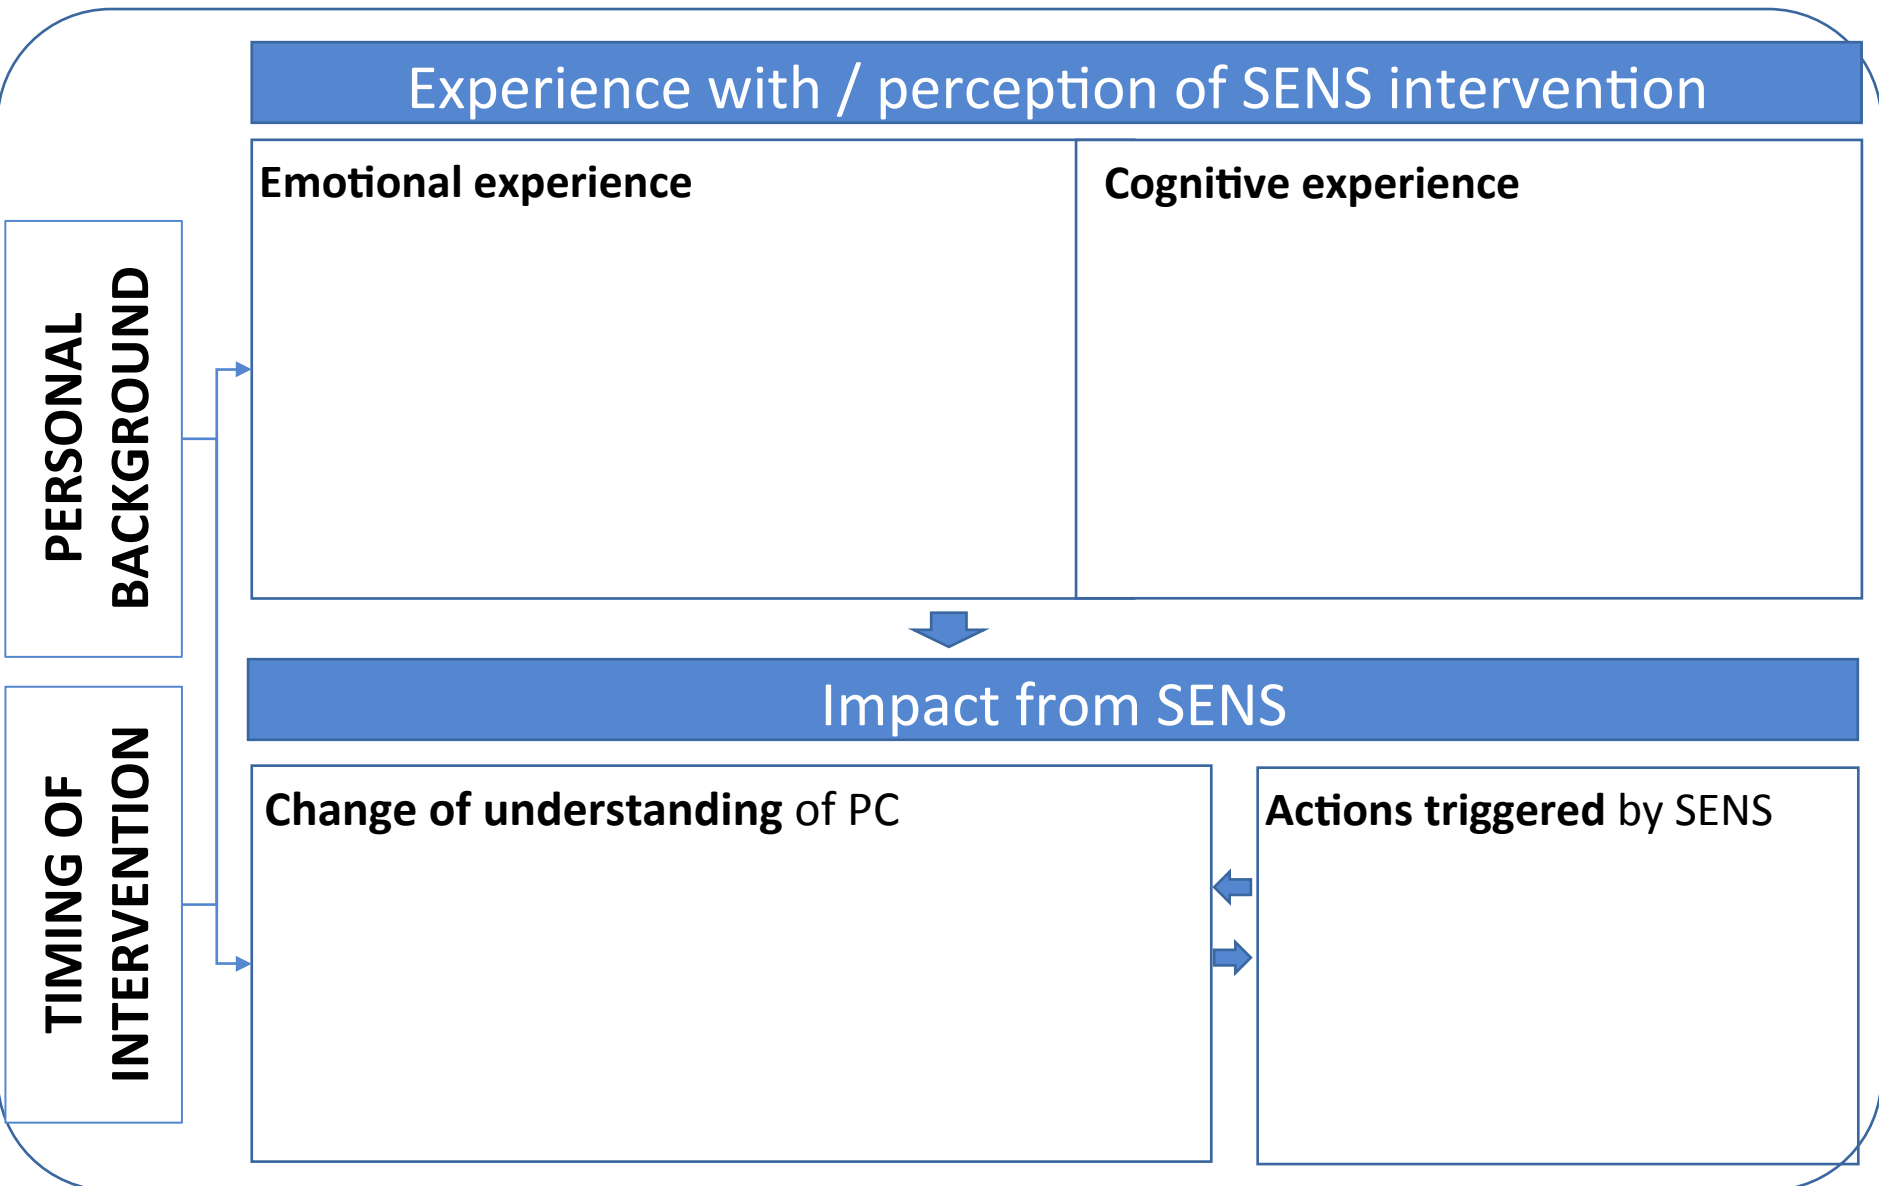 Experience with / perception of SENS intervention
Emotional experience
Cognitive experience
PERSONAL
BACKGROUND
Impact from SENS
TIMING OF
INTERVENTION
Change of understanding of PC
Actions triggered by SENS